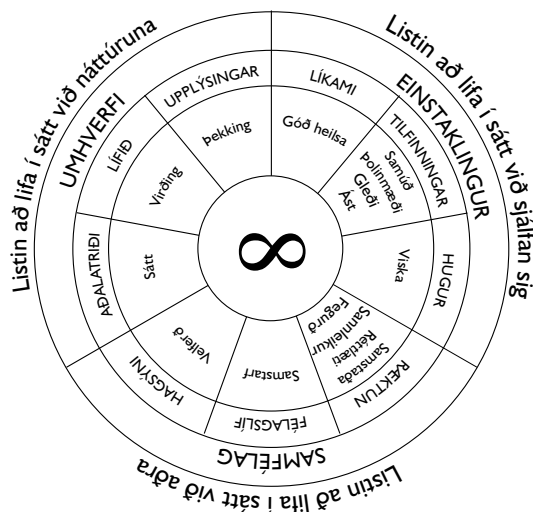 Listin að lifa í sátt við náttúruna
Listin að lifa í sátt við sjálfan sig
Listin að lifa í sátt við aðra
UMHVERFI
EINSTAKLINGUR
SAMFÉLAG
UPPLÝSINGAR
LÍKAMI
TILFINNINGAR
HUGUR
RÆKTUN
FÉLAGSLÍF
HAGSÝNI
AÐALATRIÐI
LÍFIÐ
Þekking
Góð heilsa
Samúð
Þolinmæði
Gleði
Ást
Viska
Samstaða
Réttlæti
Sannleikur
Fegurð
Samstarf
Velferð
Sátt
Virðing
∞